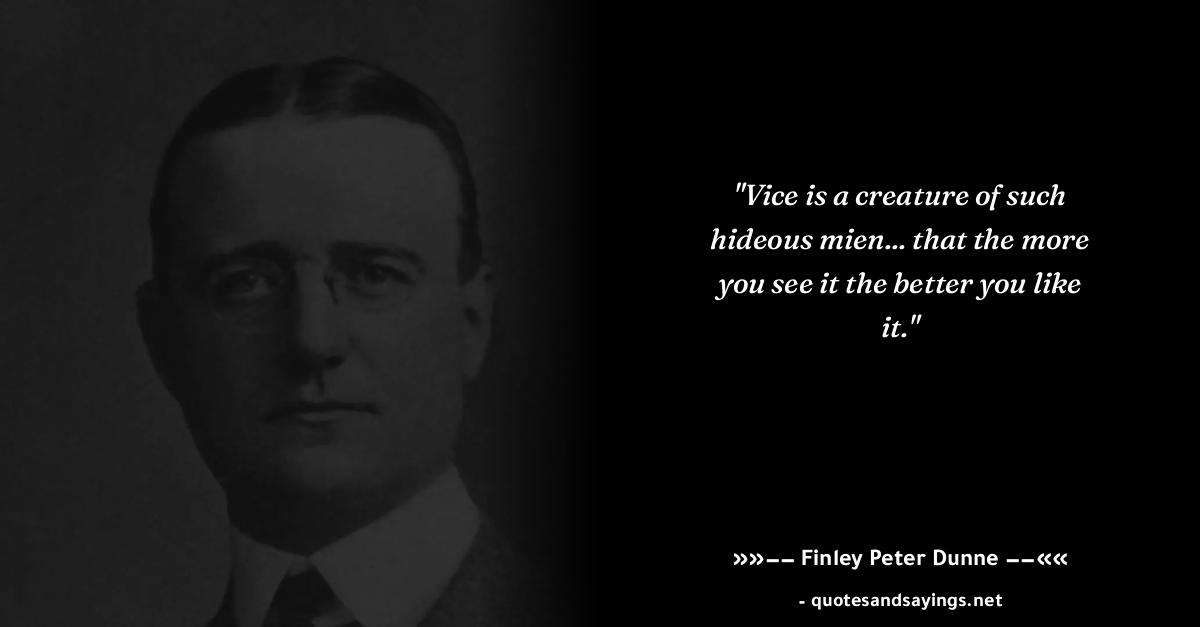 "Vice is a creature of such
hideous mien... that the more
you see it the better you like
it."
»»–– Finley Peter Dunne ––««
- quotesandsayings.net